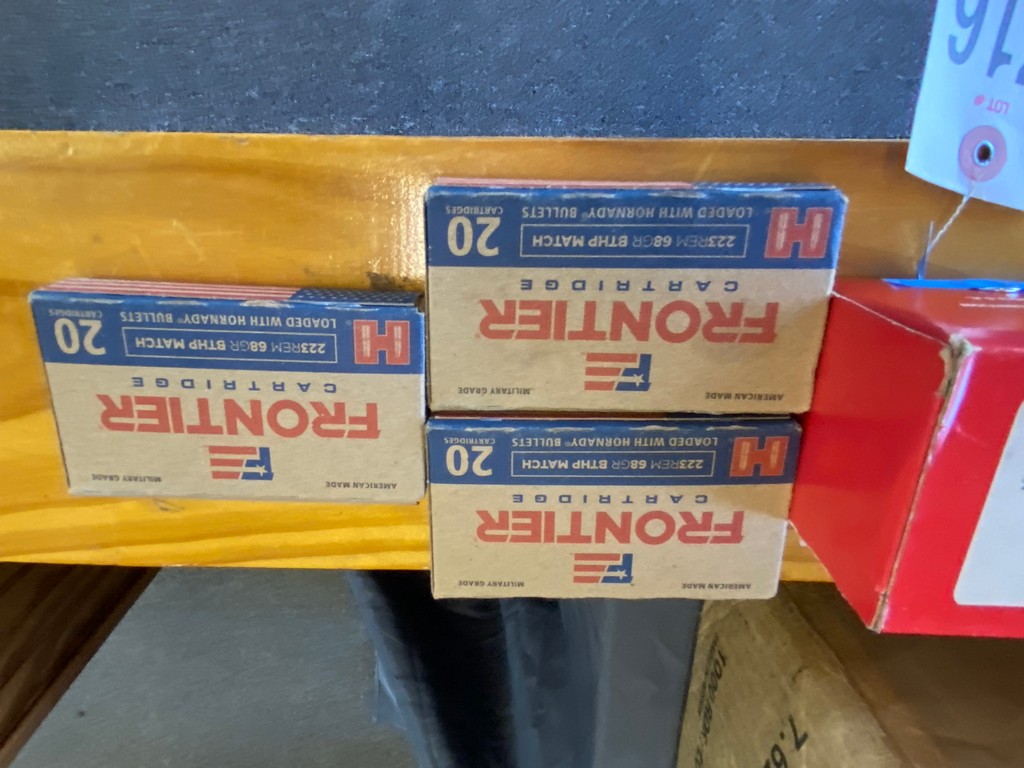 AMERICAN MADE
MILITARY GRADE
FRONTIER
CARTRIDGE
H
223REM 68GR BTHP MATCH
LOADED WITH HORNADY® BULLETS
20
CARTRIDGES
AMERICAN MADE
MILITARY GRADE
FRONTIER
CARTRIDGE
H
223REM 68GR BTHP MATCH
LOADED WITH HORNADY® BULLETS
20
CARTRIDGES
AMERICAN MADE
MILITARY GRADE
FRONTIER
CARTRIDGE
H
223REM 68GR BTHP MATCH
LOADED WITH HORNADY® BULLETS
20
CARTRIDGES
LOT #
16
7.62